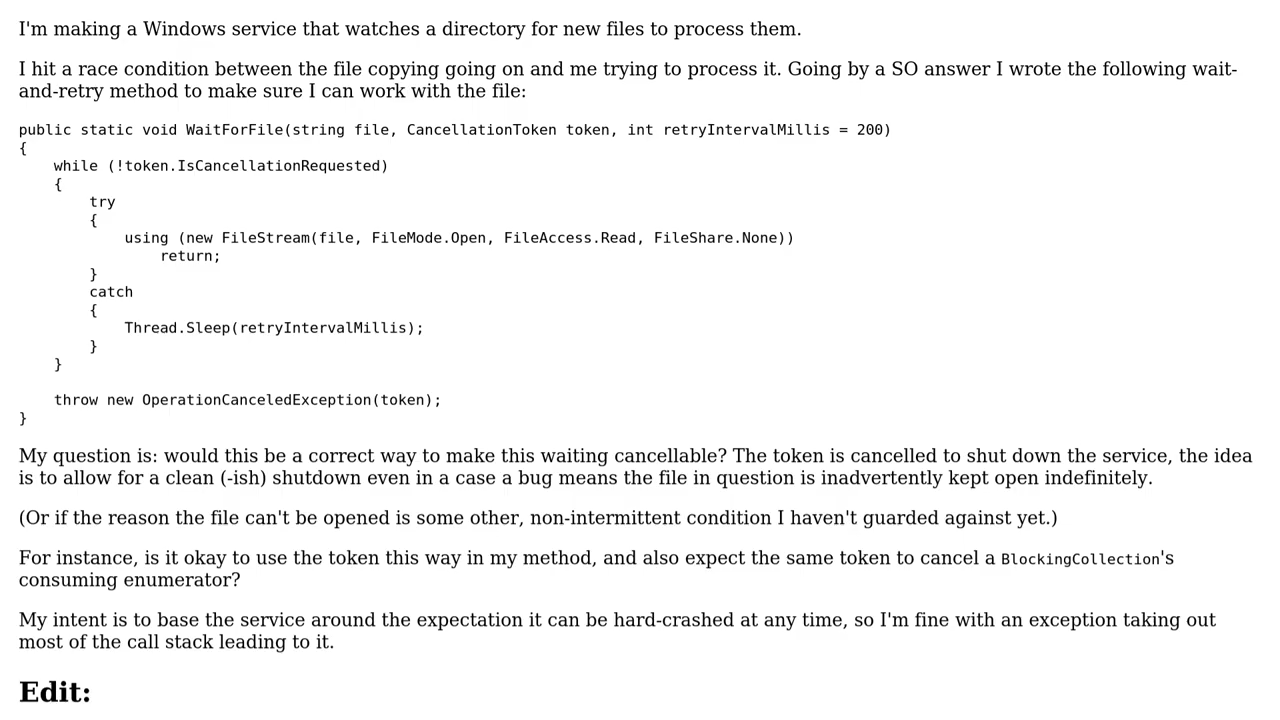 I'm making a Windows service that watches a directory for new files to process them.
I hit a race condition between the file copying going on and me trying to process it. Going by a SO answer I wrote the following wait-
and-retry method to make sure I can work with the file:
public static void WaitForFile(string file, CancellationToken token, int retryIntervalMillis = 200)
{
    while (!token.IsCancellationRequested)
    {
        try
        {
            using (new FileStream(file, FileMode.Open, FileAccess.Read, FileShare.None))
                return;
        }
        catch
        {
            Thread.Sleep(retryIntervalMillis);
        }
    }
    throw new OperationCanceledException(token);
}
My question is: would this be a correct way to make this waiting cancellable? The token is cancelled to shut down the service, the idea
is to allow for a clean (-ish) shutdown even in a case a bug means the file in question is inadvertently kept open indefinitely.
(Or if the reason the file can't be opened is some other, non-intermittent condition I haven't guarded against yet.)
For instance, is it okay to use the token this way in my method, and also expect the same token to cancel a BlockingCollection's
consuming enumerator?
My intent is to base the service around the expectation it can be hard-crashed at any time, so I'm fine with an exception taking out
most of the call stack leading to it.
Edit: